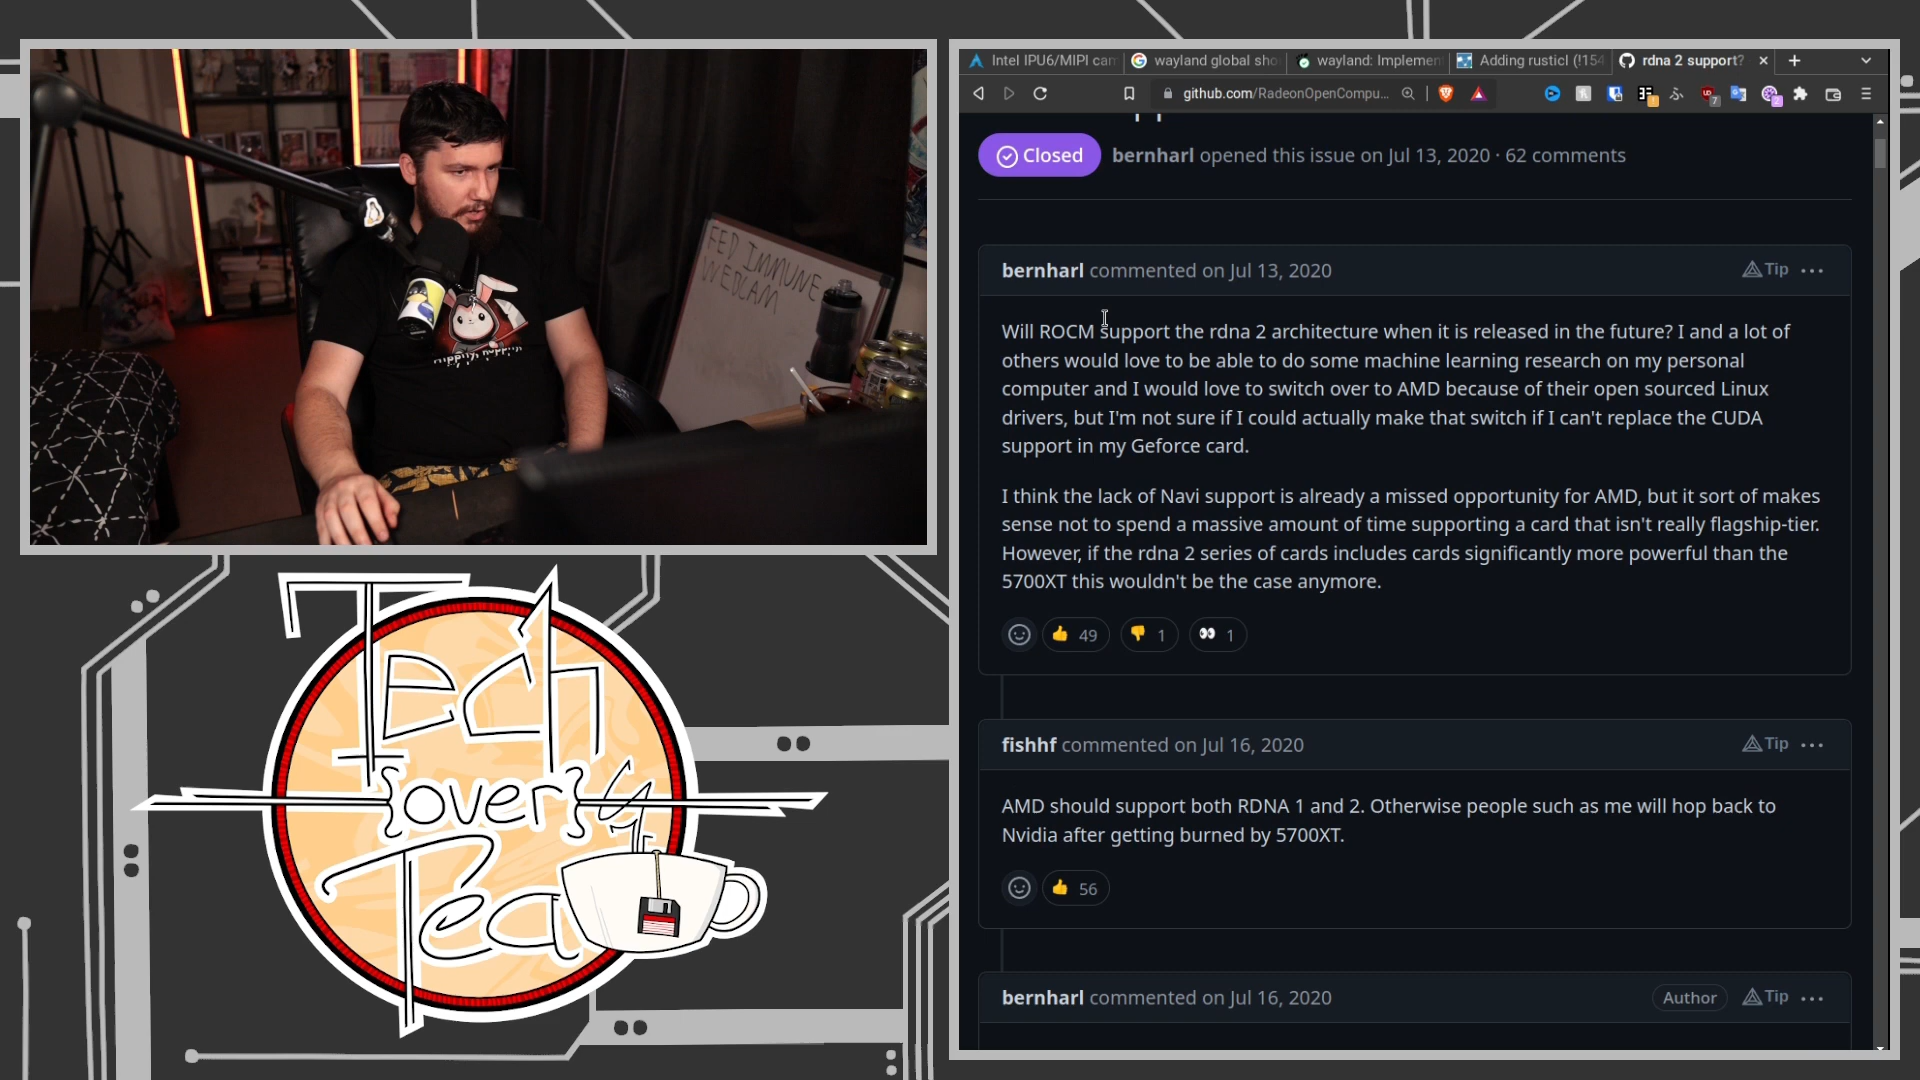 FED IMMUNE
WEBCAM
Tech
{over}
Tea
4
Intel IPU6/MIPI car
wayland global sho
wayland: Implemen
Adding rusticl (!154
rdna 2 support?
github.com/RadeonOpenCompu...
Closed
bernharl opened this issue on Jul 13, 2020 · 62 comments
bernharl commented on Jul 13, 2020
Tip
Will ROCM support the rdna 2 architecture when it is released in the future? I and a lot of
others would love to be able to do some machine learning research on my personal
computer and I would love to switch over to AMD because of their open sourced Linux
drivers, but I'm not sure if I could actually make that switch if I can't replace the CUDA
support in my Geforce card.
I think the lack of Navi support is already a missed opportunity for AMD, but it sort of makes
sense not to spend a massive amount of time supporting a card that isn't really flagship-tier.
However, if the rdna 2 series of cards includes cards significantly more powerful than the
5700XT this wouldn't be the case anymore.
49
1
1
fishhf commented on Jul 16, 2020
Tip
AMD should support both RDNA 1 and 2. Otherwise people such as me will hop back to
Nvidia after getting burned by 5700XT.
56
bernharl commented on Jul 16, 2020
Author
Tip